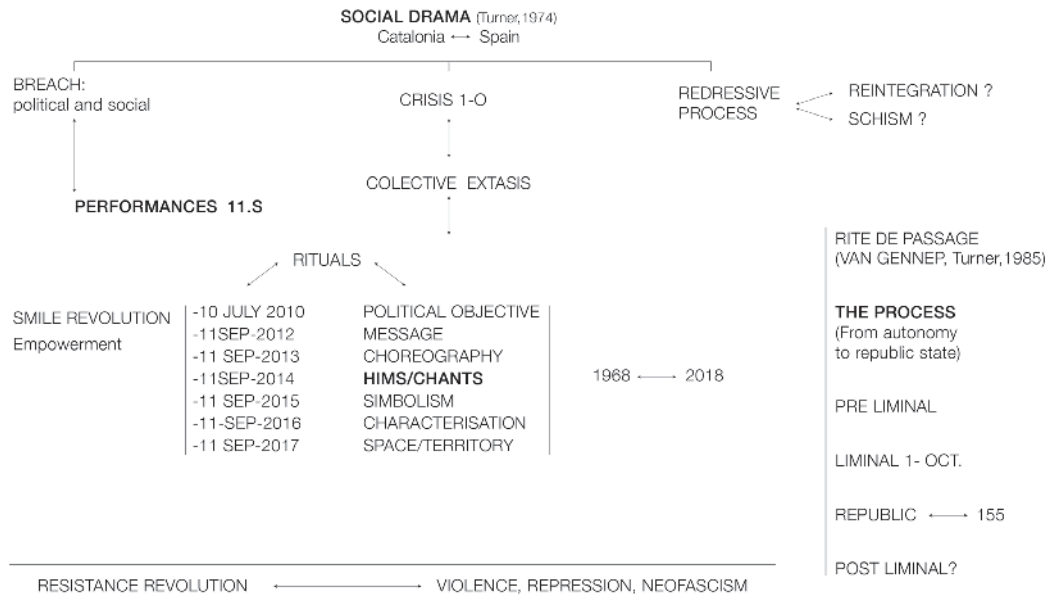 SOCIAL DRAMA (Turner,1974)
Catalonia ↔ Spain
BREACH:
political and social
CRISIS 1-O
REDRESSIVE
PROCESS
REINTEGRATION ?
SCHISM ?
COLECTIVE EXTASIS
PERFORMANCES 11.S
RITUALS
SMILE REVOLUTION
Empowerment
-10 JULY 2010
-11SEP-2012
-11 SEP-2013
-11SEP-2014
-11 SEP-2015
-11-SEP-2016
-11 SEP-2017
POLITICAL OBJECTIVE
MESSAGE
CHOREOGRAPHY
HIMS/CHANTS
SIMBOLISM
CHARACTERISATION
SPACE/TERRITORY
1968 ↔ 2018
RITE DE PASSAGE
(VAN GENNEP, Turner,1985)
THE PROCESS
(From autonomy
to republic state)
PRE LIMINAL
LIMINAL 1- OCT.
REPUBLIC ↔ 155
POST LIMINAL?
RESISTANCE REVOLUTION ↔ VIOLENCE, REPRESSION, NEOFASCISM